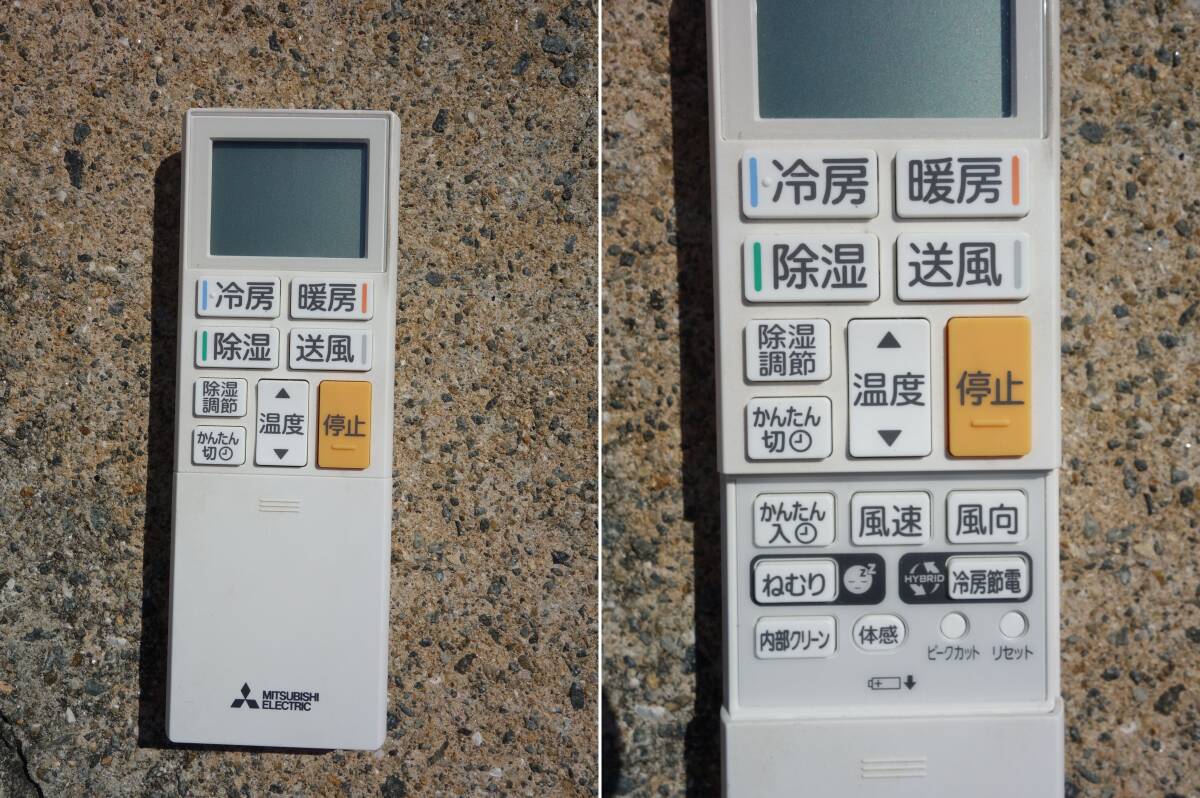 冷房
暖房
除湿
送風
除湿
調節
温度
停止
かんたん
切
MITSUBISHI
ELECTRIC
冷房
暖房
除湿
送風
除湿
調節
温度
停止
かんたん
切
かんたん
入
風速
風向
ねむり
zzZ
HYBRID
冷房節電
内部クリーン
体感
ピークカット
リセット